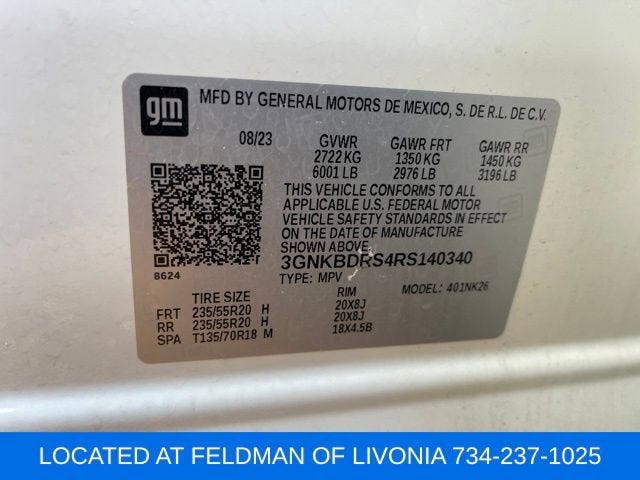 gm
MFD BY GENERAL MOTORS DE MEXICO, S. DE R.L. DE C.V.
08/23 GVWR GAWR FRT GAWR RR
2722 KG 1350 KG 1450 KG
6001 LB 2976 LB 3196 LB
THIS VEHICLE CONFORMS TO ALL
APPLICABLE U.S. FEDERAL MOTOR
VEHICLE SAFETY STANDARDS IN EFFECT
ON THE DATE OF MANUFACTURE
SHOWN ABOVE.
3GNKBDRS4RS140340
8624 TYPE: MPV MODEL: 401NK26
TIRE SIZE RIM
FRT 235/55R20 H 20X8J
RR 235/55R20 H 20X8J
SPA T135/70R18 M 18X4.5B
LOCATED AT FELDMAN OF LIVONIA 734-237-1025